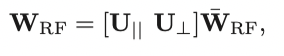 𝐖_RF = [𝐔_|| 𝐔_⊥]𝐖̄_RF,